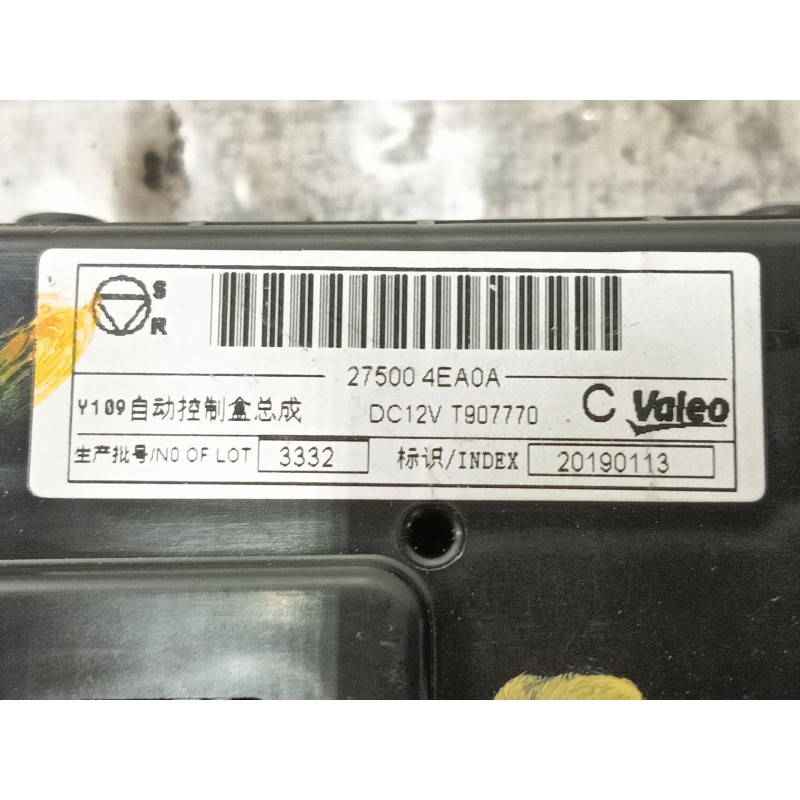 S
R
27500 4EA0A
Y109自动控制盒总成 DC12V T907770 C Valeo
生产批号/NO OF LOT 3332 标识/INDEX 20190113